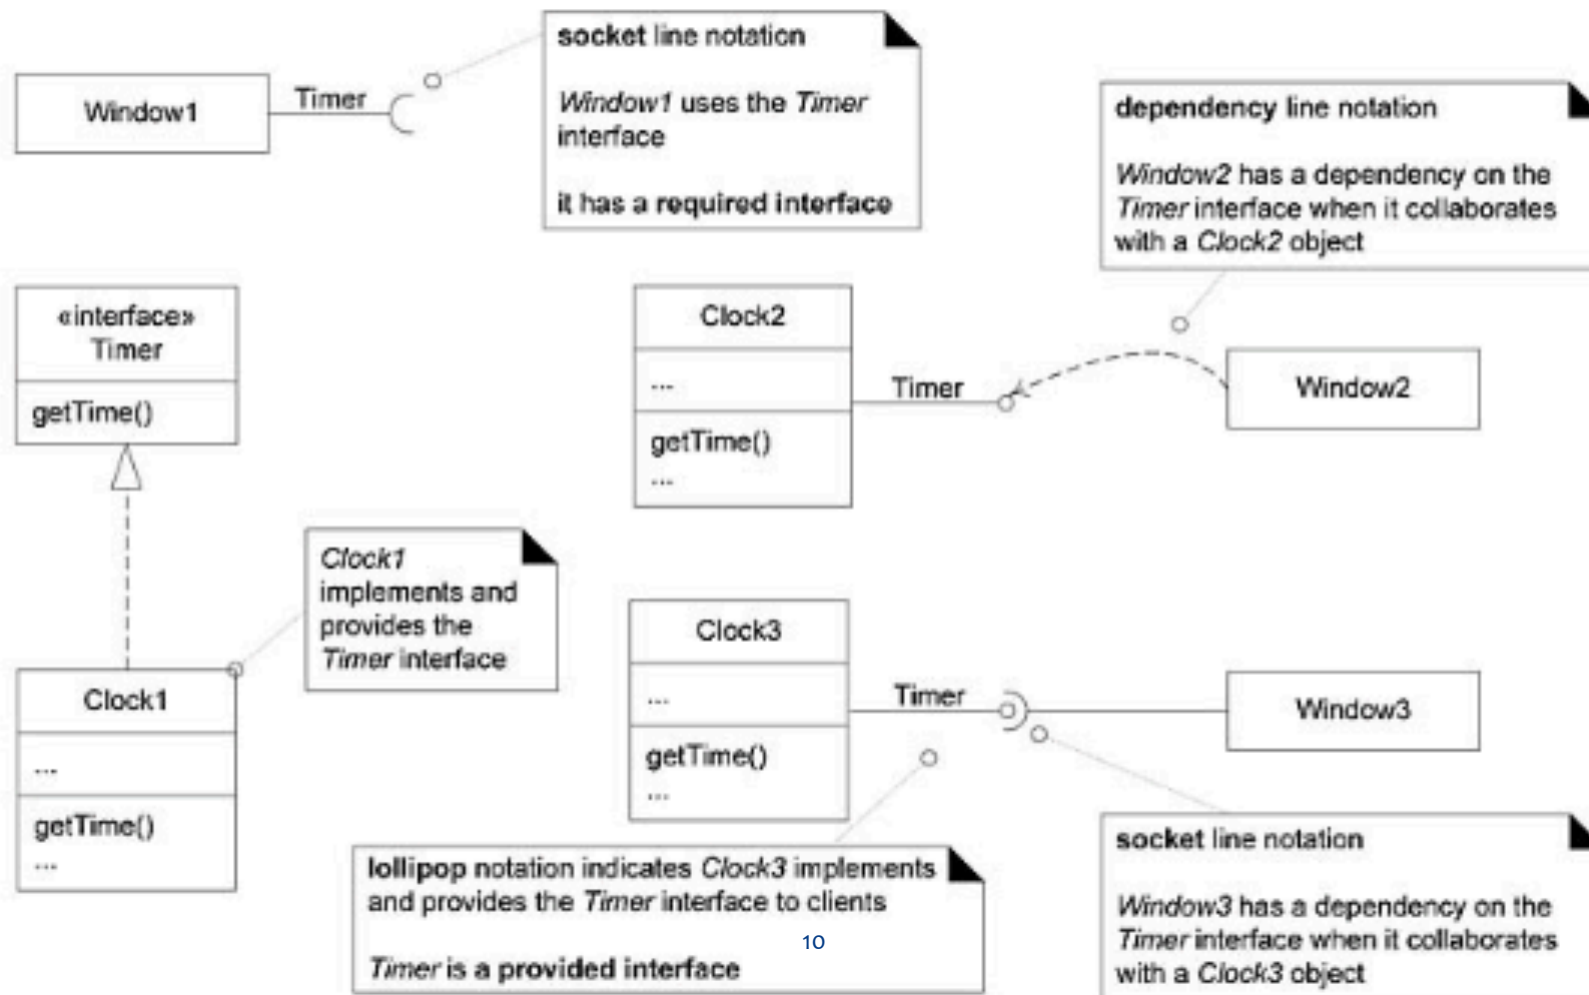 socket line notation
Window1 uses the Timer
interface
it has a required interface
Window1
Timer
dependency line notation
Window2 has a dependency on the
Timer interface when it collaborates
with a Clock2 object
«interface»
Timer
getTime()
Clock2
...
getTime()
...
Timer
Window2
Clock1
implements and
provides the
Timer interface
Clock1
...
getTime()
...
Clock3
...
getTime()
...
Timer
Window3
lollipop notation indicates Clock3 implements
and provides the Timer interface to clients
10
Timer is a provided interface
socket line notation
Window3 has a dependency on the
Timer interface when it collaborates
with a Clock3 object